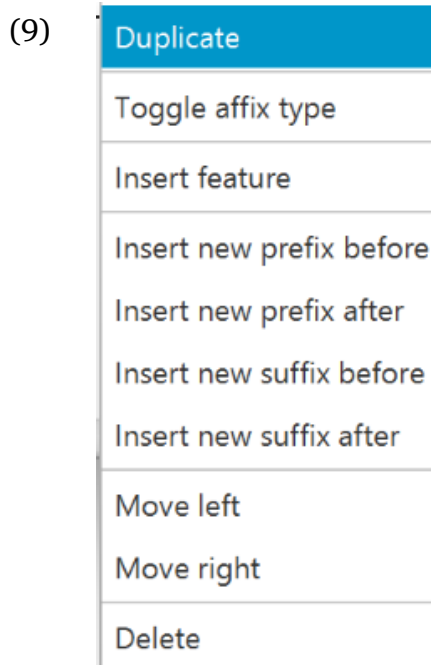 (9)
Duplicate
Toggle affix type
Insert feature
Insert new prefix before
Insert new prefix after
Insert new suffix before
Insert new suffix after
Move left
Move right
Delete